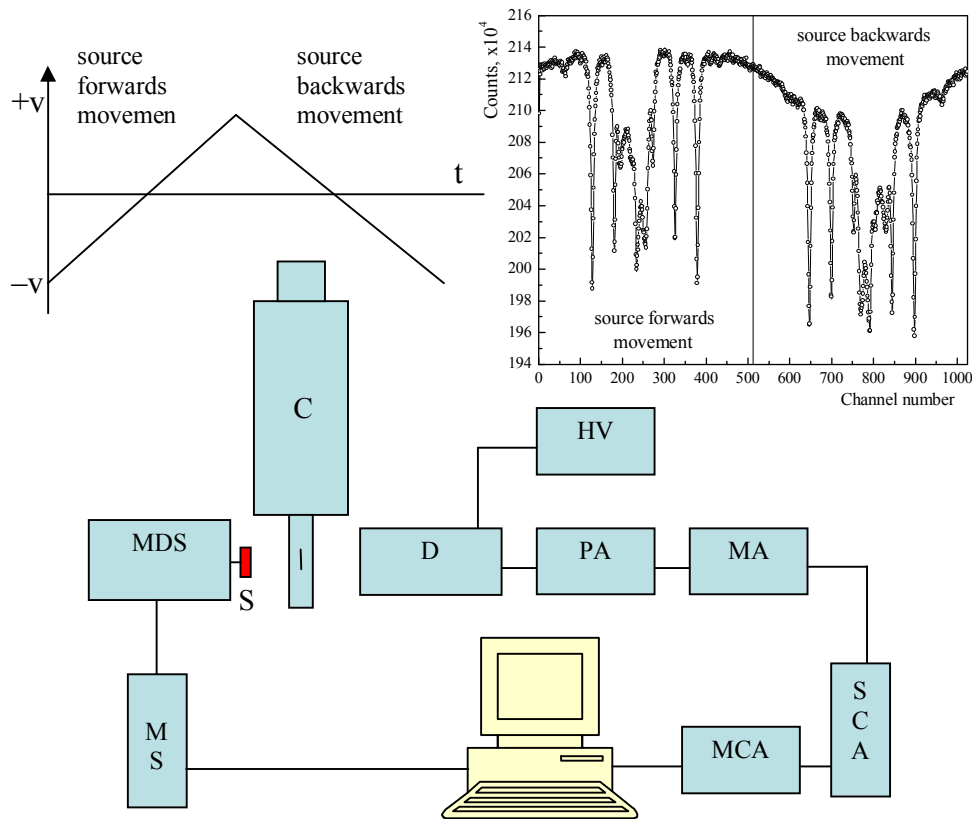 source
forwards
movemen
source
backwards
movement
+v
t
–v
Counts, x10⁴
216
214
212
210
208
206
204
202
200
198
196
194
source backwards
movement
source forwards
movement
0
100
200
300
400
500
600
700
800
900
1000
Channel number
C
HV
MDS
S
D
PA
MA
M
S
S
C
A
MCA